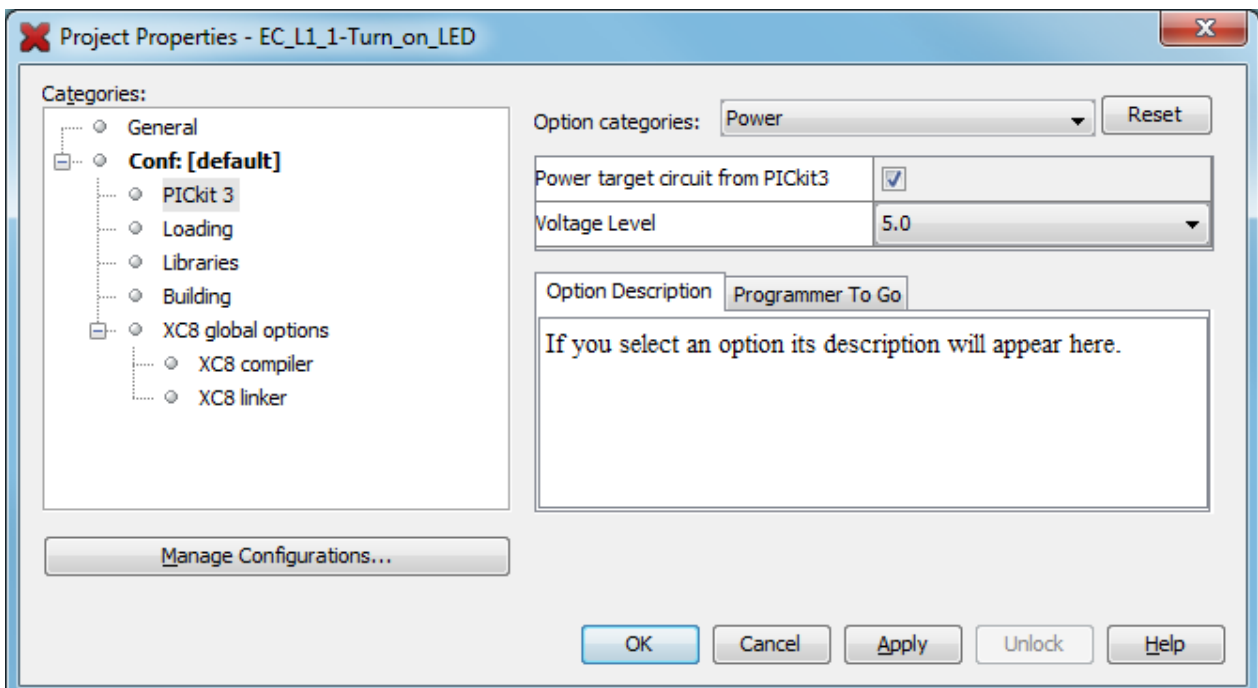 Project Properties - EC_L1_1-Turn_on_LED
Categories:
General
Conf: [default]
PICkit 3
Loading
Libraries
Building
XC8 global options
XC8 compiler
XC8 linker
Manage Configurations...
Option categories: Power Reset
Power target circuit from PICkit3
Voltage Level 5.0
Option Description Programmer To Go
If you select an option its description will appear here.
OK Cancel Apply Unlock Help